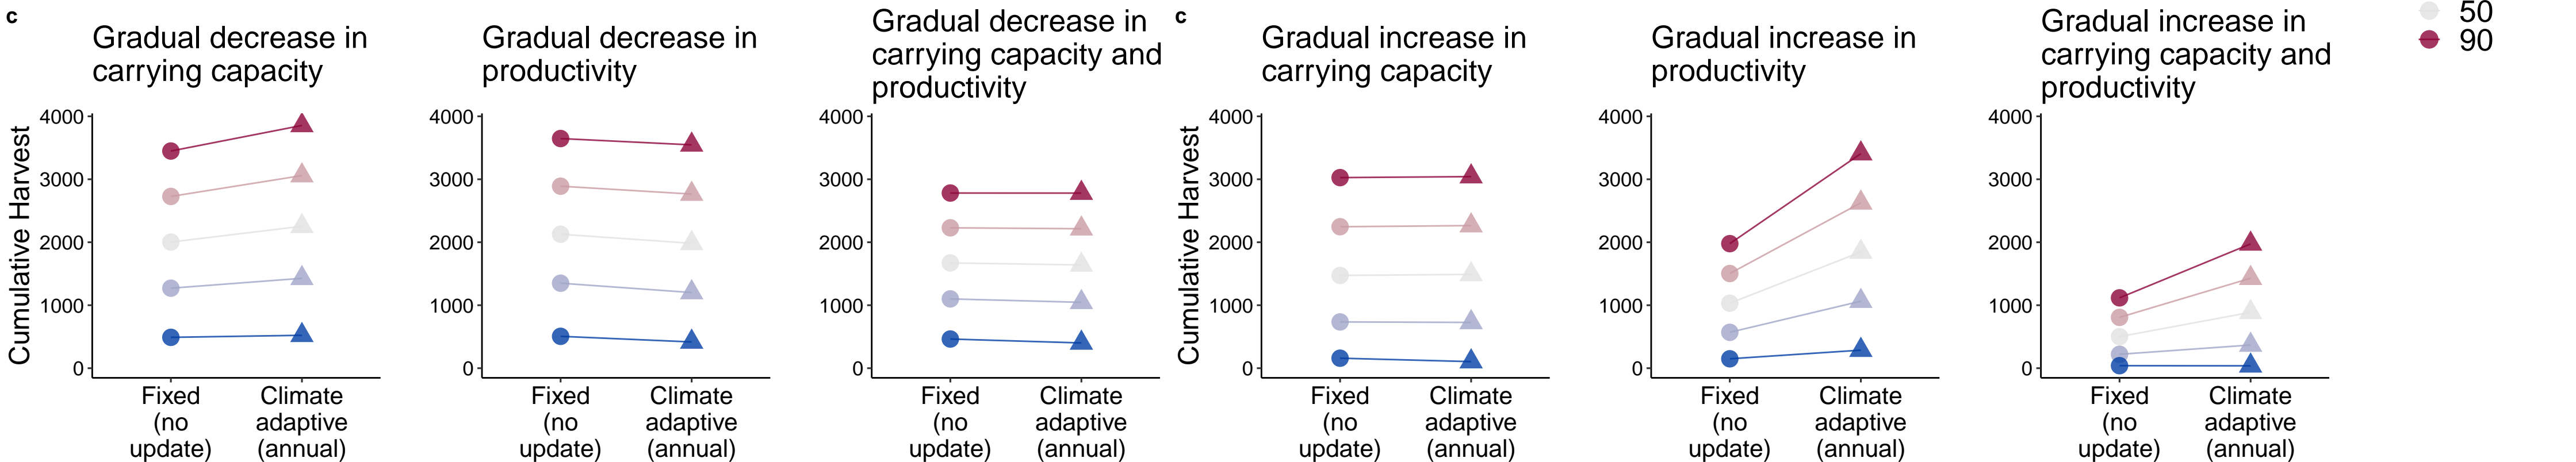 c
Gradual decrease in
carrying capacity
Cumulative Harvest
4000
3000
2000
1000
0
Fixed
(no
update)
Climate
adaptive
(annual)
Gradual decrease in
productivity
4000
3000
2000
1000
0
Fixed
(no
update)
Climate
adaptive
(annual)
Gradual decrease in
carrying capacity and
productivity
4000
3000
2000
1000
0
Fixed
(no
update)
Climate
adaptive
(annual)
c
Gradual increase in
carrying capacity
Cumulative Harvest
4000
3000
2000
1000
0
Fixed
(no
update)
Climate
adaptive
(annual)
Gradual increase in
productivity
4000
3000
2000
1000
0
Fixed
(no
update)
Climate
adaptive
(annual)
Gradual increase in
carrying capacity and
productivity
4000
3000
2000
1000
0
Fixed
(no
update)
Climate
adaptive
(annual)
50
90